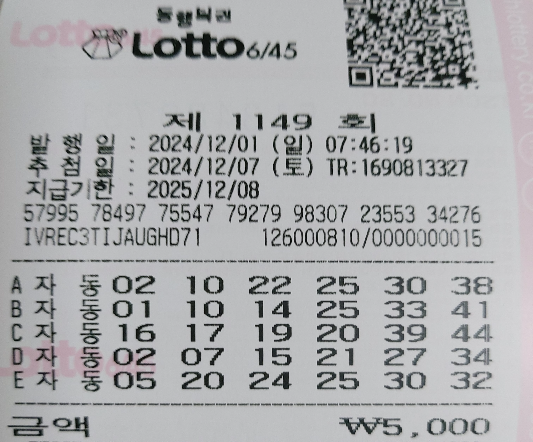 동행복권
Lotto 6/45
제 1149 회
발 행 일 : 2024/12/01 (일) 07:46:19
추 첨 일 : 2024/12/07 (토) TR:1690813327
지급기한 : 2025/12/08
57995 78497 75547 79279 98307 23553 34276
IVREC3TIJAUGHD71 126000810/0000000015
A 자 동 02 10 22 25 30 38
B 자 동 01 10 14 25 33 41
C 자 동 16 17 19 20 39 44
D 자 동 02 07 15 21 27 34
E 자 동 05 20 24 25 30 32
금액 ₩5,000